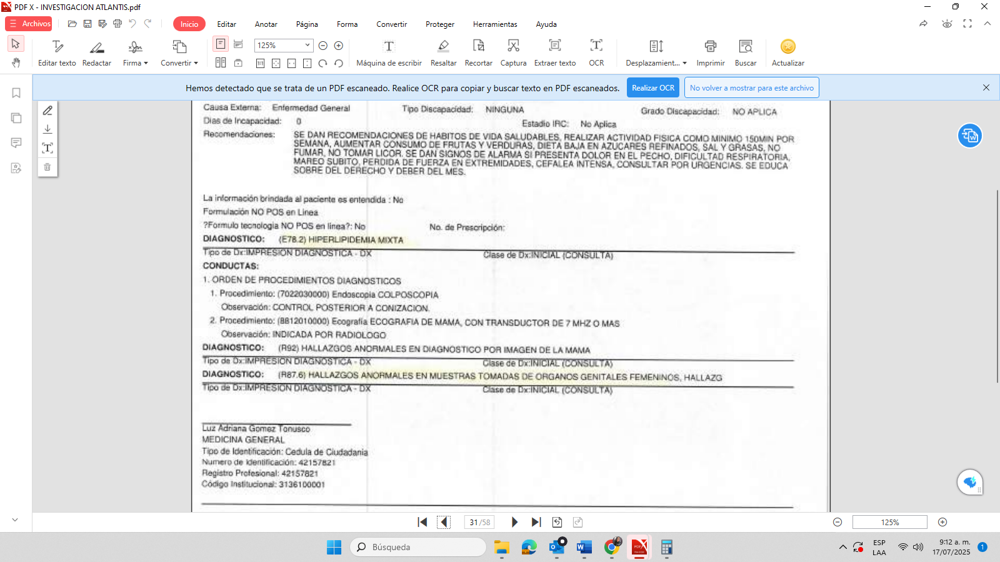 PDF X - INVESTIGACION ATLANTIS.pdf
Archivos
Inicio Editar Anotar Página Forma Convertir Proteger Herramientas Ayuda
125%
Editar texto Redactar Firma Convertir Máquina de escribir Resaltar Recortar Captura Extraer texto OCR Desplazamient... Imprimir Buscar Actualizar
Hemos detectado que se trata de un PDF escaneado. Realice OCR para copiar y buscar texto en PDF escaneados. Realizar OCR No volver a mostrar para este archivo
Causa Externa: Enfermedad General Tipo Discapacidad: NINGUNA Grado Discapacidad: NO APLICA
Dias de Incapacidad: 0 Estadio IRC: No Aplica
Recomendaciones: SE DAN RECOMENDACIONES DE HABITOS DE VIDA SALUDABLES, REALIZAR ACTIVIDAD FISICA COMO MINIMO 150MIN POR
SEMANA, AUMENTAR CONSUMO DE FRUTAS Y VERDURAS, DIETA BAJA EN AZUCARES REFINADOS, SAL Y GRASAS, NO
FUMAR, NO TOMAR LICOR. SE DAN SIGNOS DE ALARMA SI PRESENTA DOLOR EN EL PECHO, DIFICULTAD RESPIRATORIA,
MAREO SUBITO, PERDIDA DE FUERZA EN EXTREMIDADES, CEFALEA INTENSA, CONSULTAR POR URGENCIAS. SE EDUCA
SOBRE DEL DERECHO Y DEBER DEL MES.
La información brindada al paciente es entendida : No
Formulación NO POS en Linea
?Formulo tecnologia NO POS en linea?: No No. de Prescripción:
DIAGNOSTICO: (E78.2) HIPERLIPIDEMIA MIXTA
Tipo de Dx:IMPRESION DIAGNOSTICA - DX Clase de Dx:INICIAL (CONSULTA)
CONDUCTAS:
1. ORDEN DE PROCEDIMIENTOS DIAGNOSTICOS
1. Procedimiento: (7022030000) Endoscopia COLPOSCOPIA
Observación: CONTROL POSTERIOR A CONIZACION.
2. Procedimiento: (8812010000) Ecografia ECOGRAFIA DE MAMA, CON TRANSDUCTOR DE 7 MHZ O MAS
Observación: INDICADA POR RADIOLOGO
DIAGNOSTICO: (R92) HALLAZGOS ANORMALES EN DIAGNOSTICO POR IMAGEN DE LA MAMA
Tipo de Dx:IMPRESION DIAGNOSTICA - DX Clase de Dx:INICIAL (CONSULTA)
DIAGNOSTICO: (R87.6) HALLAZGOS ANORMALES EN MUESTRAS TOMADAS DE ORGANOS GENITALES FEMENINOS, HALLAZG
Tipo de Dx:IMPRESION DIAGNOSTICA - DX Clase de Dx:INICIAL (CONSULTA)
Luz Adriana Gomez Tonusco
MEDICINA GENERAL
Tipo de Identificación: Cedula de Ciudadania
Numero de Identificación: 42157821
Registro Profesional: 42157821
Código Institucional: 3136100001
31 /58 125%
Búsqueda
ESP 9:12 a. m.
LAA 17/07/2025 1